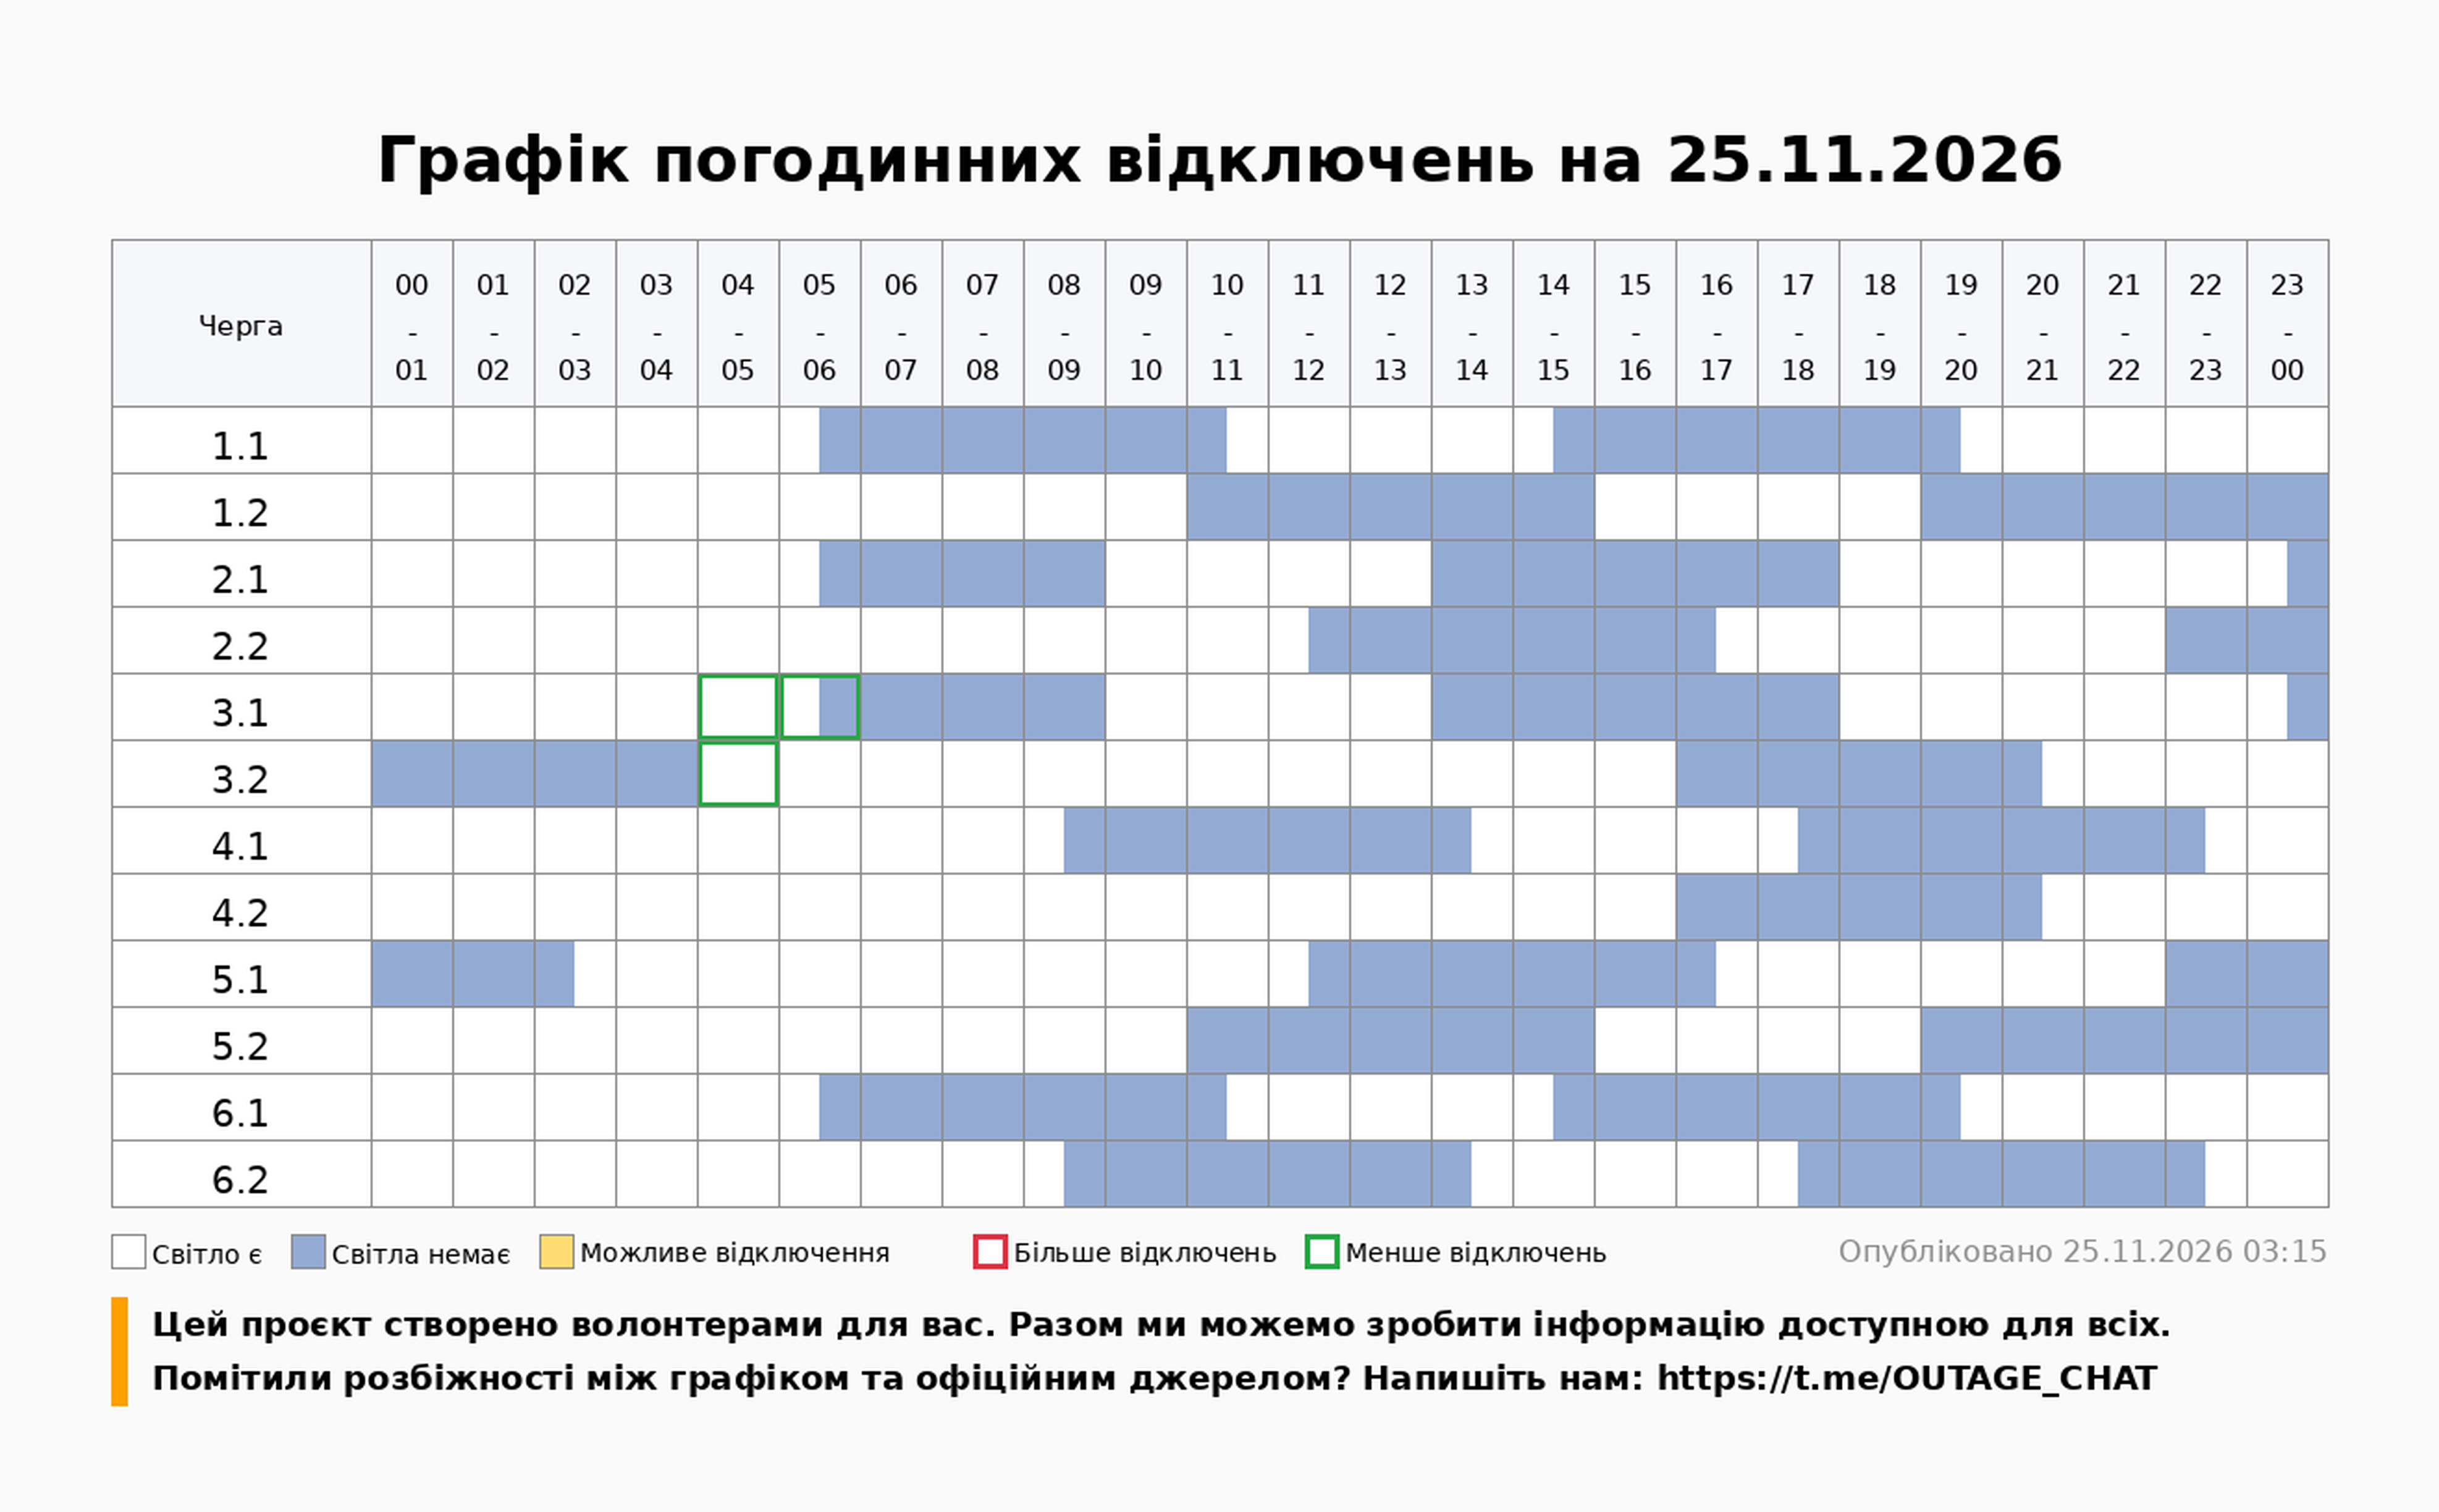 Графік погодинних відключень на 25.11.2026
Черга 00 - 01 01 - 02 02 - 03 03 - 04 04 - 05 05 - 06 06 - 07 07 - 08 08 - 09 09 - 10 10 - 11 11 - 12 12 - 13 13 - 14 14 - 15 15 - 16 16 - 17 17 - 18 18 - 19 19 - 20 20 - 21 21 - 22 22 - 23 23 - 00
1.1
1.2
2.1
2.2
3.1
3.2
4.1
4.2
5.1
5.2
6.1
6.2
Світло є Світла немає Можливе відключення Більше відключень Менше відключень Опубліковано 25.11.2026 03:15
Цей проєкт створено волонтерами для вас. Разом ми можемо зробити інформацію доступною для всіх.
Помітили розбіжності між графіком та офіційним джерелом? Напишіть нам: https://t.me/OUTAGE_CHAT